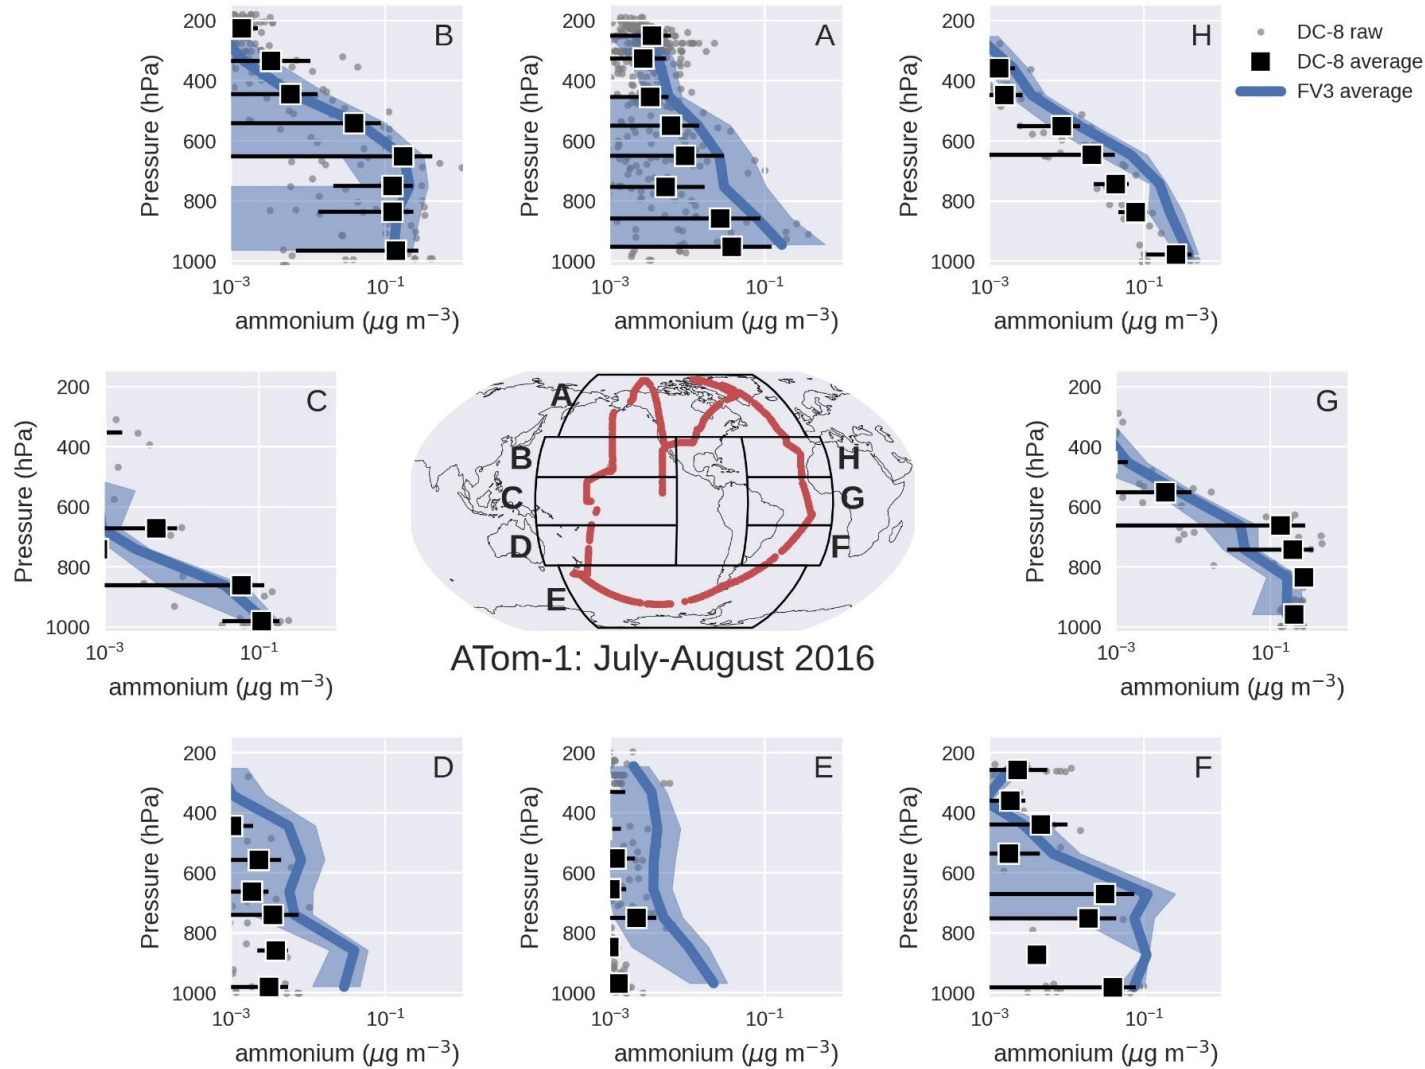 B
A
H
DC-8 raw
DC-8 average
FV3 average
Pressure (hPa)
200
400
600
800
1000
10⁻³
10⁻¹
ammonium (μg m⁻³)
Pressure (hPa)
200
400
600
800
1000
10⁻³
10⁻¹
ammonium (μg m⁻³)
Pressure (hPa)
200
400
600
800
1000
10⁻³
10⁻¹
ammonium (μg m⁻³)
C
Pressure (hPa)
200
400
600
800
1000
10⁻³
10⁻¹
ammonium (μg m⁻³)
A
B
C
D
E
H
G
F
ATom-1: July-August 2016
G
Pressure (hPa)
200
400
600
800
1000
10⁻³
10⁻¹
ammonium (μg m⁻³)
D
Pressure (hPa)
200
400
600
800
1000
10⁻³
10⁻¹
ammonium (μg m⁻³)
E
Pressure (hPa)
200
400
600
800
1000
10⁻³
10⁻¹
ammonium (μg m⁻³)
F
Pressure (hPa)
200
400
600
800
1000
10⁻³
10⁻¹
ammonium (μg m⁻³)